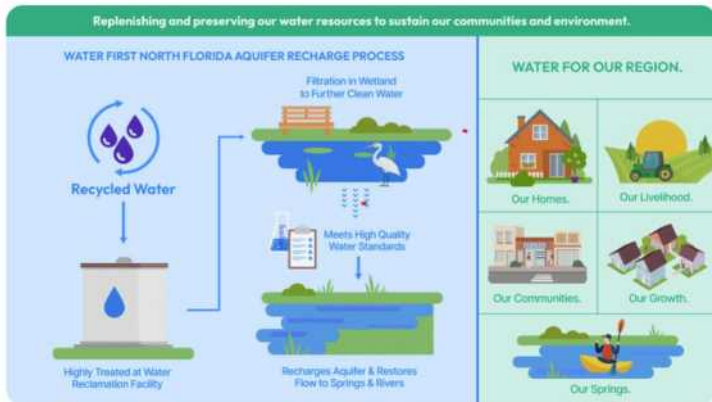 Replenishing and preserving our water resources to sustain our communities and environment.
WATER FIRST NORTH FLORIDA AQUIFER RECHARGE PROCESS
Recycled Water
Highly Treated at Water
Reclamation Facility
Filtration in Wetland
to Further Clean Water
Meets High Quality
Water Standards
Recharges Aquifer & Restores
Flow to Springs & Rivers
WATER FOR OUR REGION.
Our Homes.
Our Livelihood.
Our Communities.
Our Growth.
Our Springs.